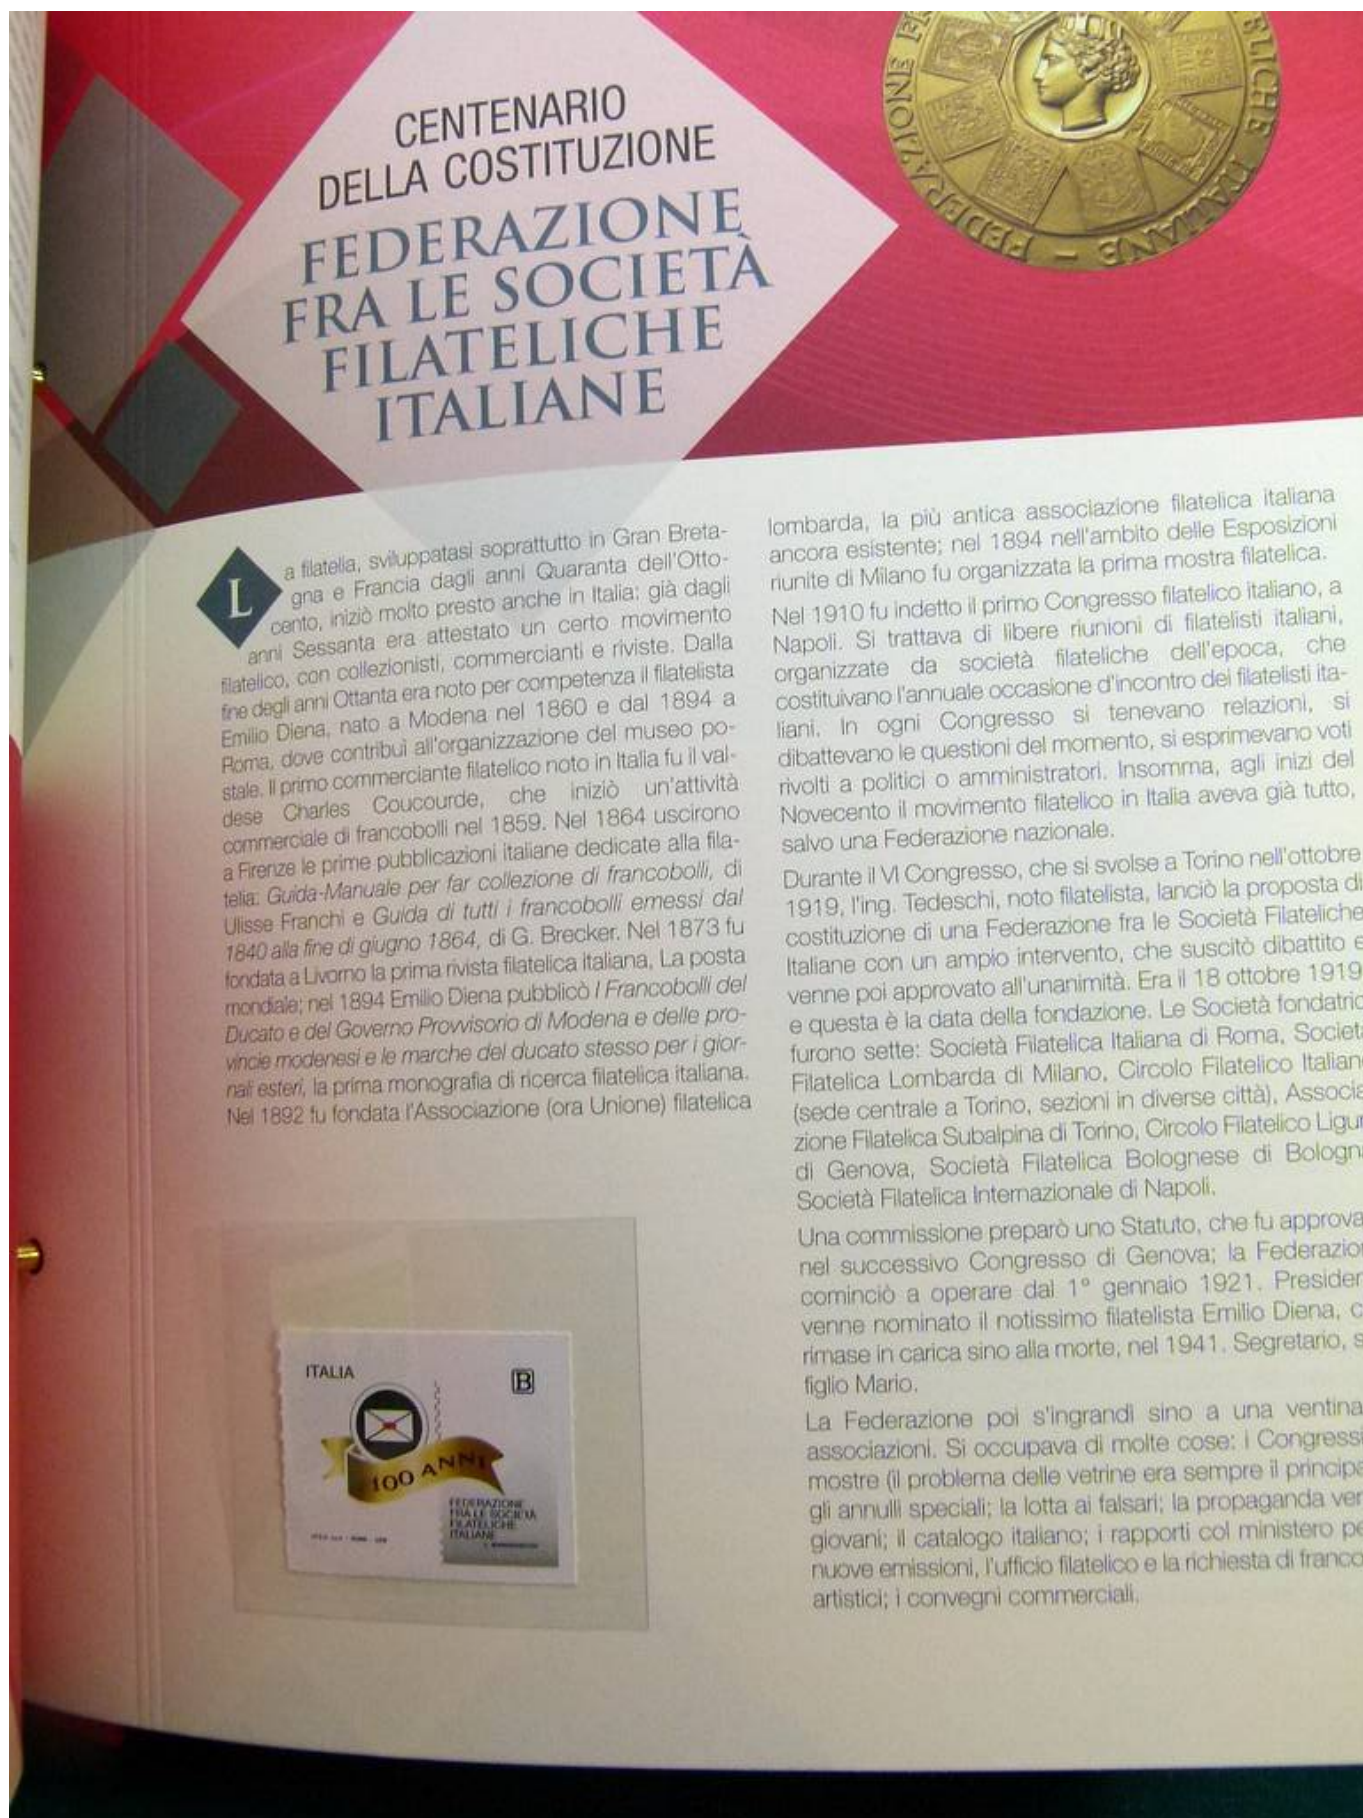 CENTENARIO
DELLA COSTITUZIONE
FEDERAZIONE
FRA LE SOCIETÀ
FILATELICHE
ITALIANE
FEDERAZIONE FR
ELICHE ITALIANE –
La filatelia, sviluppatasi soprattutto in Gran Breta-
gna e Francia dagli anni Quaranta dell'Otto-
cento, iniziò molto presto anche in Italia: già dagli
anni Sessanta era attestato un certo movimento
filatelico, con collezionisti, commercianti e riviste. Dalla
fine degli anni Ottanta era noto per competenza il filatelista
Emilio Diena, nato a Modena nel 1860 e dal 1894 a
Roma, dove contribuì all'organizzazione del museo po-
stale. Il primo commerciante filatelico noto in Italia fu il val-
dese Charles Coucourde, che iniziò un'attività
commerciale di francobolli nel 1859. Nel 1864 uscirono
a Firenze le prime pubblicazioni italiane dedicate alla fila-
telia: Guida-Manuale per far collezione di francobolli, di
Ulisse Franchi e Guida di tutti i francobolli emessi dal
1840 alla fine di giugno 1864, di G. Brecker. Nel 1873 fu
fondata a Livorno la prima rivista filatelica italiana, La posta
mondiale; nel 1894 Emilio Diena pubblicò I Francobolli del
Ducato e del Governo Provvisorio di Modena e delle pro-
vincie modenesi e le marche del ducato stesso per i gior-
nali esteri, la prima monografia di ricerca filatelica italiana.
Nel 1892 fu fondata l'Associazione (ora Unione) filatelica
lombarda, la più antica associazione filatelica italiana
ancora esistente; nel 1894 nell'ambito delle Esposizioni
riunite di Milano fu organizzata la prima mostra filatelica.
Nel 1910 fu indetto il primo Congresso filatelico italiano, a
Napoli. Si trattava di libere riunioni di filatelisti italiani,
organizzate da società filateliche dell'epoca, che
costituivano l'annuale occasione d'incontro dei filatelisti ita-
liani. In ogni Congresso si tenevano relazioni, si
dibattevano le questioni del momento, si esprimevano voti
rivolti a politici o amministratori. Insomma, agli inizi del
Novecento il movimento filatelico in Italia aveva già tutto,
salvo una Federazione nazionale.
Durante il VI Congresso, che si svolse a Torino nell'ottobre
1919, l'ing. Tedeschi, noto filatelista, lanciò la proposta di
costituzione di una Federazione fra le Società Filateliche
Italiane con un ampio intervento, che suscitò dibattito e
venne poi approvato all'unanimità. Era il 18 ottobre 1919
e questa è la data della fondazione. Le Società fondatric
furono sette: Società Filatelica Italiana di Roma, Societ
Filatelica Lombarda di Milano, Circolo Filatelico Italian
(sede centrale a Torino, sezioni in diverse città), Associa
zione Filatelica Subalpina di Torino, Circolo Filatelico Ligur
di Genova, Società Filatelica Bolognese di Bologn
Società Filatelica Internazionale di Napoli.
Una commissione preparò uno Statuto, che fu approva
nel successivo Congresso di Genova; la Federazion
cominciò a operare dal 1° gennaio 1921. Presiden
venne nominato il notissimo filatelista Emilio Diena, c
rimase in carica sino alla morte, nel 1941. Segretario, s
figlio Mario.
La Federazione poi s'ingrandì sino a una ventina
associazioni. Si occupava di molte cose: i Congressi
mostre (il problema delle vetrine era sempre il principa
gli annulli speciali; la lotta ai falsari; la propaganda ver
giovani; il catalogo italiano; i rapporti col ministero pe
nuove emissioni, l'ufficio filatelico e la richiesta di franco
artistici; i convegni commerciali.
ITALIA
B
100 ANNI
FEDERAZIONE
FRA LE SOCIETÀ
FILATELICHE
ITALIANE